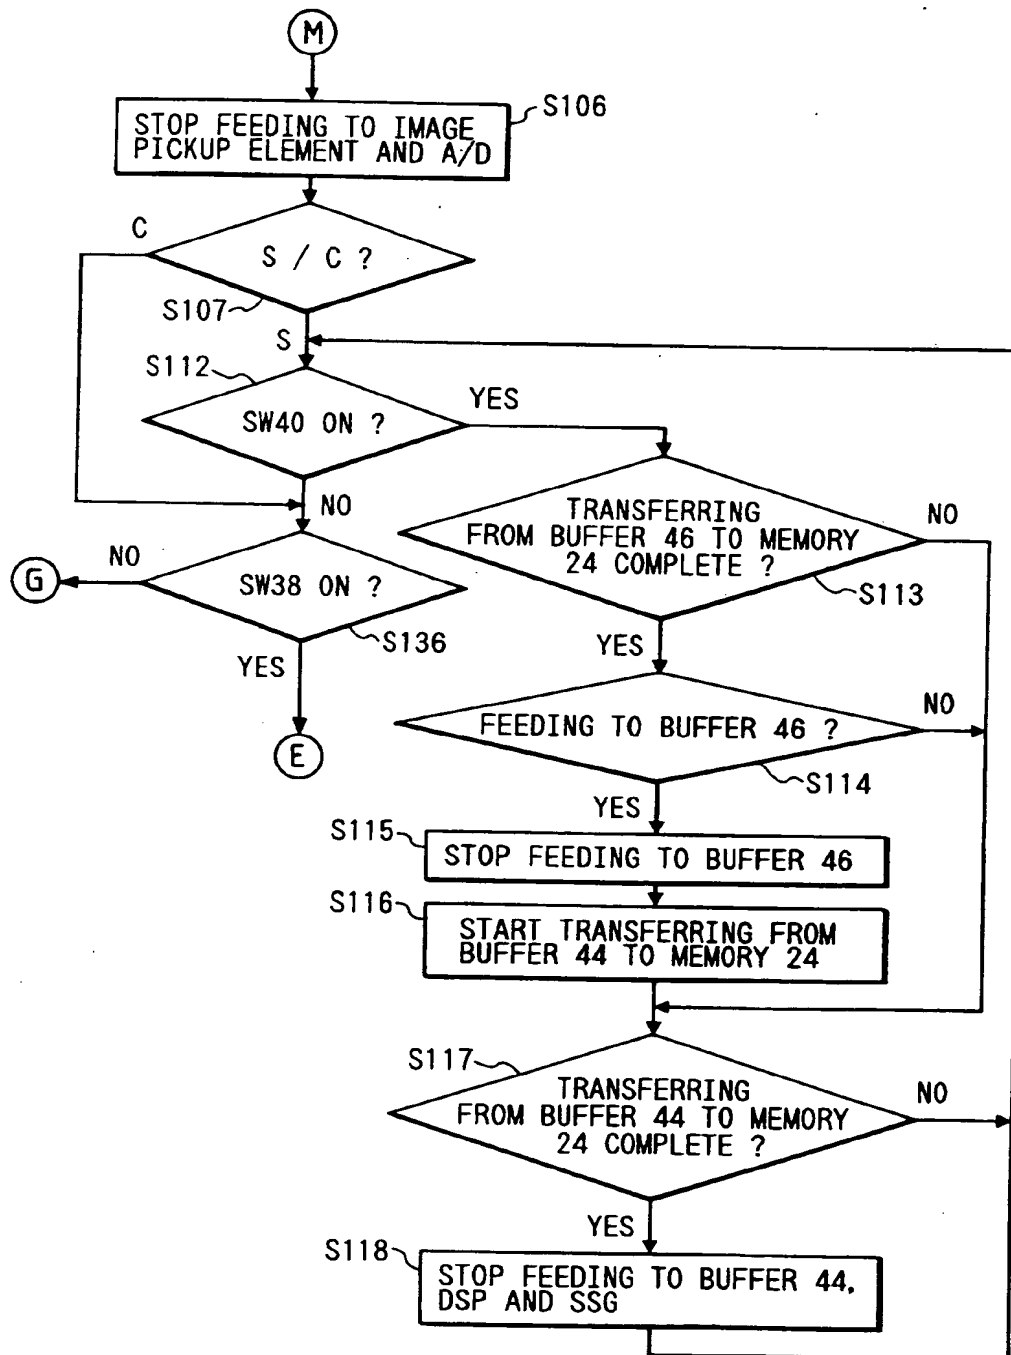 M
S106
STOP FEEDING TO IMAGE
PICKUP ELEMENT AND A/D
C
S / C ?
S107
S
S112
SW40 ON ?
YES
NO
TRANSFERRING
FROM BUFFER 46 TO MEMORY
24 COMPLETE ?
NO
S113
G
NO
SW38 ON ?
S136
YES
E
YES
FEEDING TO BUFFER 46 ?
NO
S114
YES
S115
STOP FEEDING TO BUFFER 46
S116
START TRANSFERRING FROM
BUFFER 44 TO MEMORY 24
S117
TRANSFERRING
FROM BUFFER 44 TO MEMORY
24 COMPLETE ?
NO
YES
S118
STOP FEEDING TO BUFFER 44,
DSP AND SSG